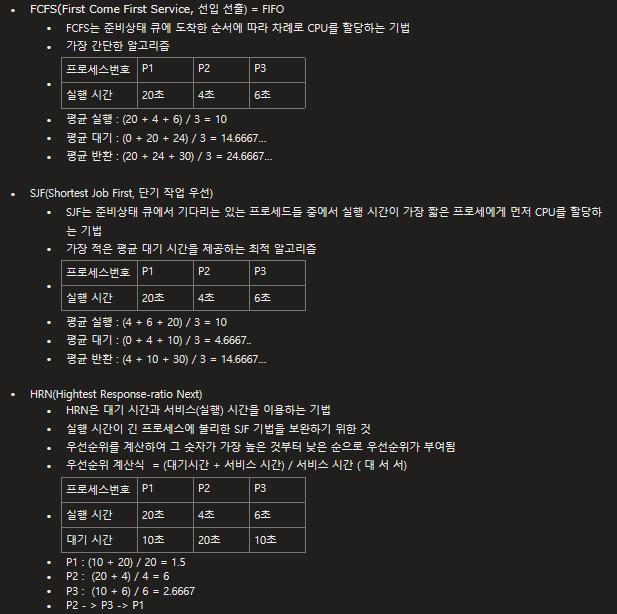 FCFS(First Come First Service, 선입 선출) = FIFO
FCFS는 준비상태 큐에 도착한 순서에 따라 차례로 CPU를 할당하는 기법
가장 간단한 알고리즘
프로세스번호 P1 P2 P3
실행 시간 20초 4초 6초
평균 실행 : (20 + 4 + 6) / 3 = 10
평균 대기 : (0 + 20 + 24) / 3 = 14.6667...
평균 반환 : (20 + 24 + 30) / 3 = 24.6667...
SJF(Shortest Job First, 단기 작업 우선)
SJF는 준비상태 큐에서 기다리는 있는 프로세드들 중에서 실행 시간이 가장 짧은 프로세에게 먼저 CPU를 할당하
는 기법
가장 적은 평균 대기 시간을 제공하는 최적 알고리즘
프로세스번호 P1 P2 P3
실행 시간 20초 4초 6초
평균 실행 : (4 + 6 + 20) / 3 = 10
평균 대기 : (0 + 4 + 10) / 3 = 4.6667..
평균 반환 : (4 + 10 + 30) / 3 = 14.6667...
HRN(Hightest Response-ratio Next)
HRN은 대기 시간과 서비스(실행) 시간을 이용하는 기법
실행 시간이 긴 프로세스에 불리한 SJF 기법을 보완하기 위한 것
우선순위를 계산하여 그 숫자가 가장 높은 것부터 낮은 순으로 우선순위가 부여됨
우선순위 계산식 = (대기시간 + 서비스 시간) / 서비스 시간 ( 대 서 서)
프로세스번호 P1 P2 P3
실행 시간 20초 4초 6초
대기 시간 10초 20초 10초
P1 : (10 + 20) / 20 = 1.5
P2 : (20 + 4) / 4 = 6
P3 : (10 + 6) / 6 = 2.6667
P2 - > P3 -> P1